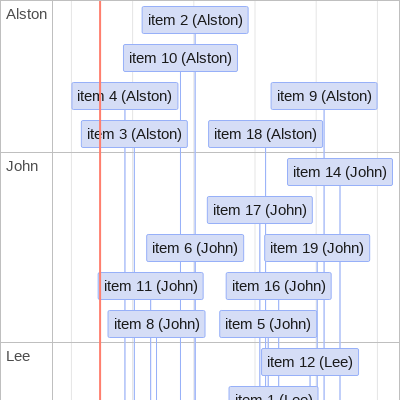 Alston
item 2 (Alston)
item 10 (Alston)
item 4 (Alston)
item 9 (Alston)
item 3 (Alston)
item 18 (Alston)
John
item 14 (John)
item 17 (John)
item 6 (John)
item 19 (John)
item 11 (John)
item 16 (John)
item 8 (John)
item 5 (John)
Lee
item 12 (Lee)
item 1 (Lee)